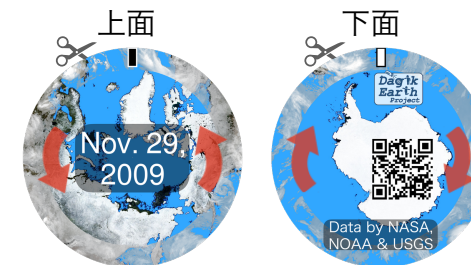 上面
下面
Nov. 29,
2009
Dagik
Earth
Project
Data by NASA,
NOAA & USGS